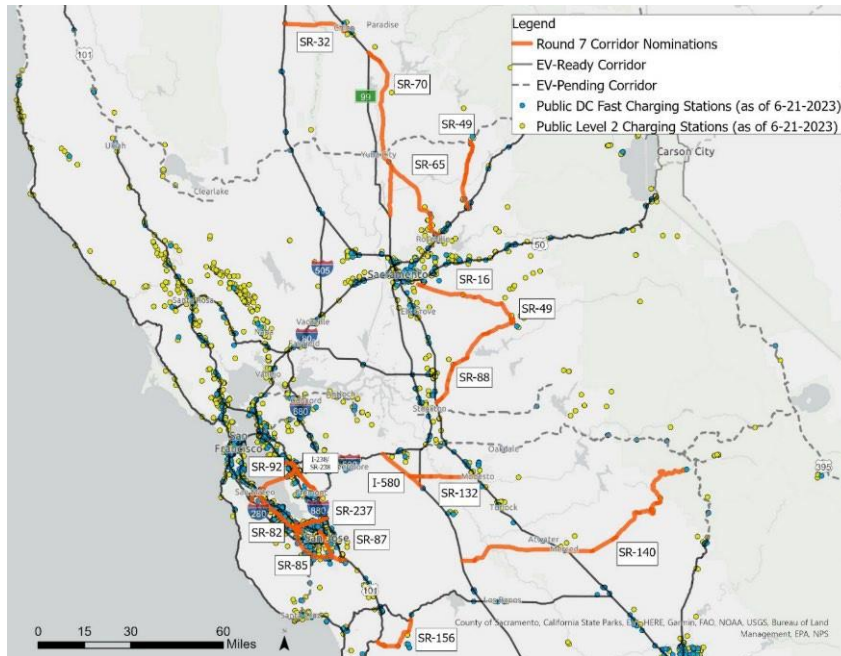 Legend
Round 7 Corridor Nominations
EV-Ready Corridor
EV-Pending Corridor
Public DC Fast Charging Stations (as of 6-21-2023)
Public Level 2 Charging Stations (as of 6-21-2023)
Paradise
SR-32
101
SR-70
99
SR-49
Ukiah
Yuba City
SR-65
Carson City
Clearlake
50
Sacramento
505
SR-16
Santa Rosa
Elk Grove
SR-49
Napa
Vacaville
Fairfield
Vallejo
SR-88
680
Stockton
San
Francisco
Oakdale
395
SR-92
I-238/
SR-238
I-580
Modesto
SR-132
San Mateo
Fremont
280
880
SR-237
Turlock
SR-82
San Jose
SR-87
Atwater
Merced
SR-140
SR-85
101
Los Banos
SR-156
0 15 30 60
Miles
County of Sacramento, California State Parks, Esri, HERE, Garmin, FAO, NOAA, USGS, Bureau of Land
Management, EPA, NPS